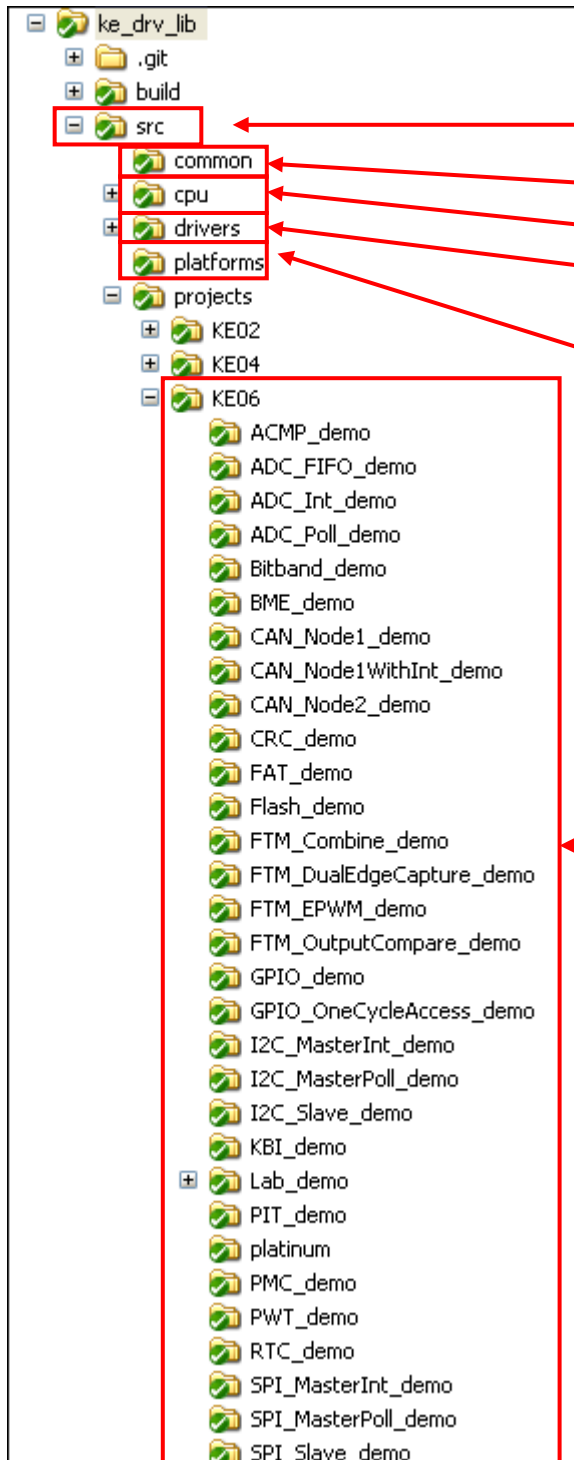 ke_drv_lib
.git
build
src
common
cpu
drivers
platforms
projects
KE02
KE04
KE06
ACMP_demo
ADC_FIFO_demo
ADC_Int_demo
ADC_Poll_demo
Bitband_demo
BME_demo
CAN_Node1_demo
CAN_Node1WithInt_demo
CAN_Node2_demo
CRC_demo
FAT_demo
Flash_demo
FTM_Combine_demo
FTM_DualEdgeCapture_demo
FTM_EPWM_demo
FTM_OutputCompare_demo
GPIO_demo
GPIO_OneCycleAccess_demo
I2C_MasterInt_demo
I2C_MasterPoll_demo
I2C_Slave_demo
KBI_demo
Lab_demo
PIT_demo
platinum
PMC_demo
PWT_demo
RTC_demo
SPI_MasterInt_demo
SPI_MasterPoll_demo
SPI_Slave_demo